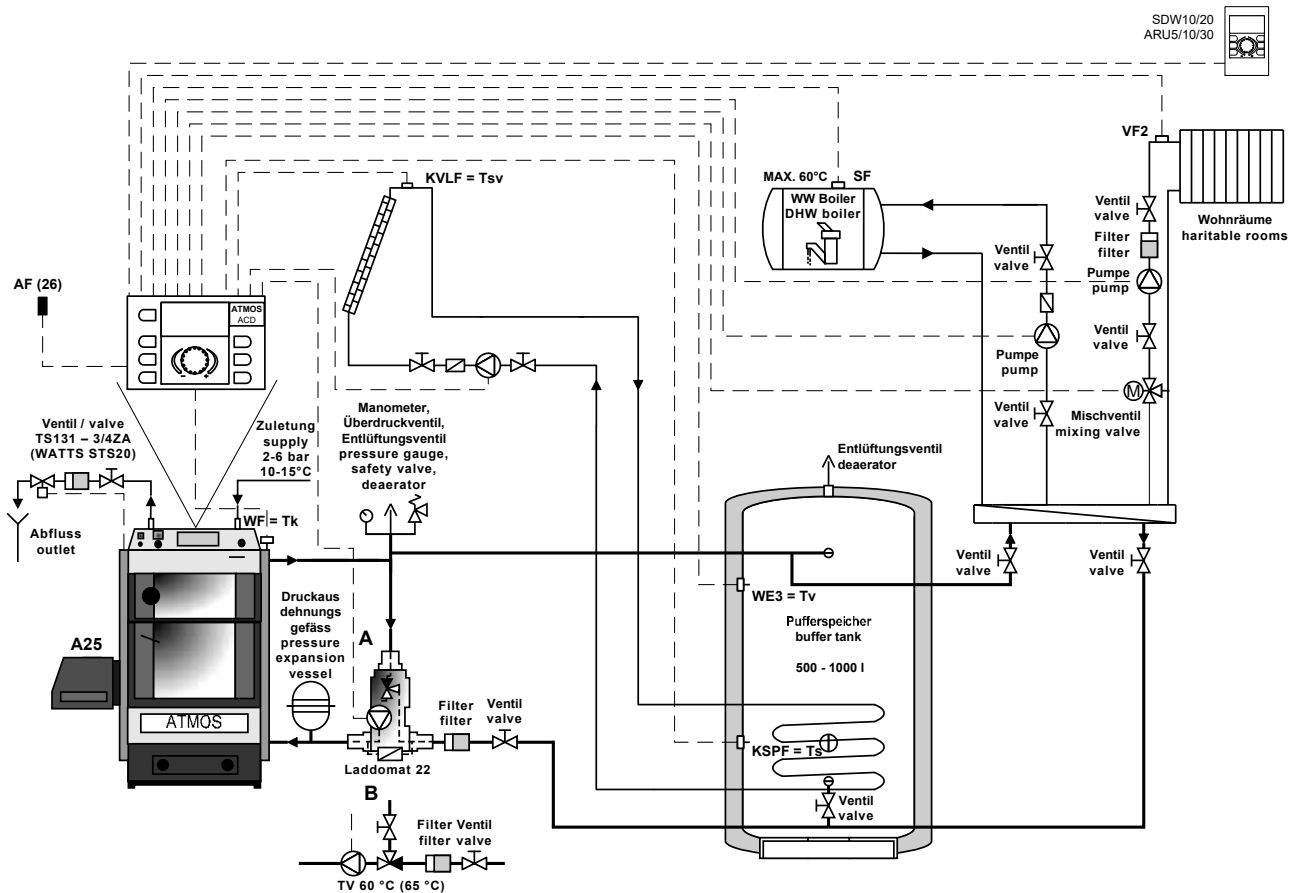 SDW10/20
ARU5/10/30
VF2
KVLF = Tsv
MAX. 60°C
SF
WW Boiler
DHW boiler
Ventil
valve
Wohnräume
haritable rooms
Ventil
valve
Filter
filter
Pumpe
pump
AF (26)
ATMOS
ACD
Ventil
valve
Pumpe
pump
M
Mischventil
mixing valve
Ventil
valve
Ventil / valve
TS131 – 3/4ZA
(WATTS STS20)
Zuletung
supply
2-6 bar
10-15°C
Manometer,
Überdruckventil,
Entlüftungsventil
pressure gauge,
safety valve,
deaerator
Entlüftungsventil
deaerator
WF = Tk
Abfluss
outlet
Ventil
valve
Ventil
valve
WE3 = Tv
Pufferspeicher
buffer tank
500 - 1000 l
Druckaus
dehnungs
gefäss
pressure
expansion
vessel
A
A25
ATMOS
Filter
filter
Ventil
valve
KSPF = Ts
Laddomat 22
B
Ventil
valve
Filter Ventil
filter valve
TV 60 °C (65 °C)